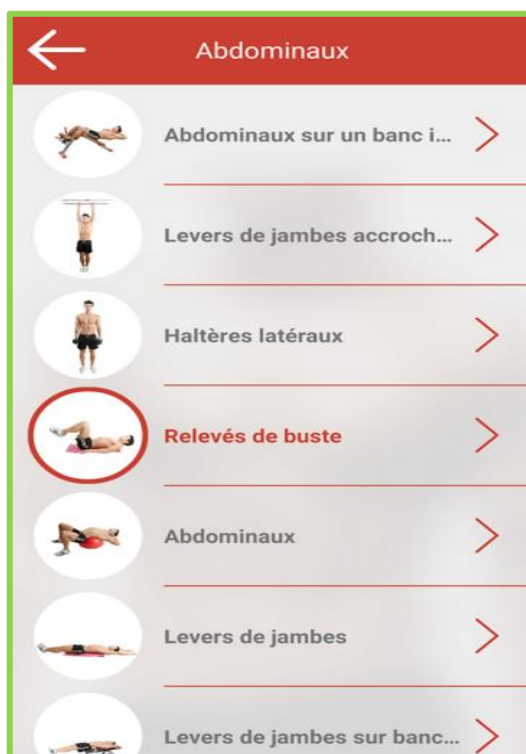 Abdominaux
Abdominaux sur un banc i...
Levers de jambes accroch...
Haltères latéraux
Relevés de buste
Abdominaux
Levers de jambes
Levers de jambes sur banc...